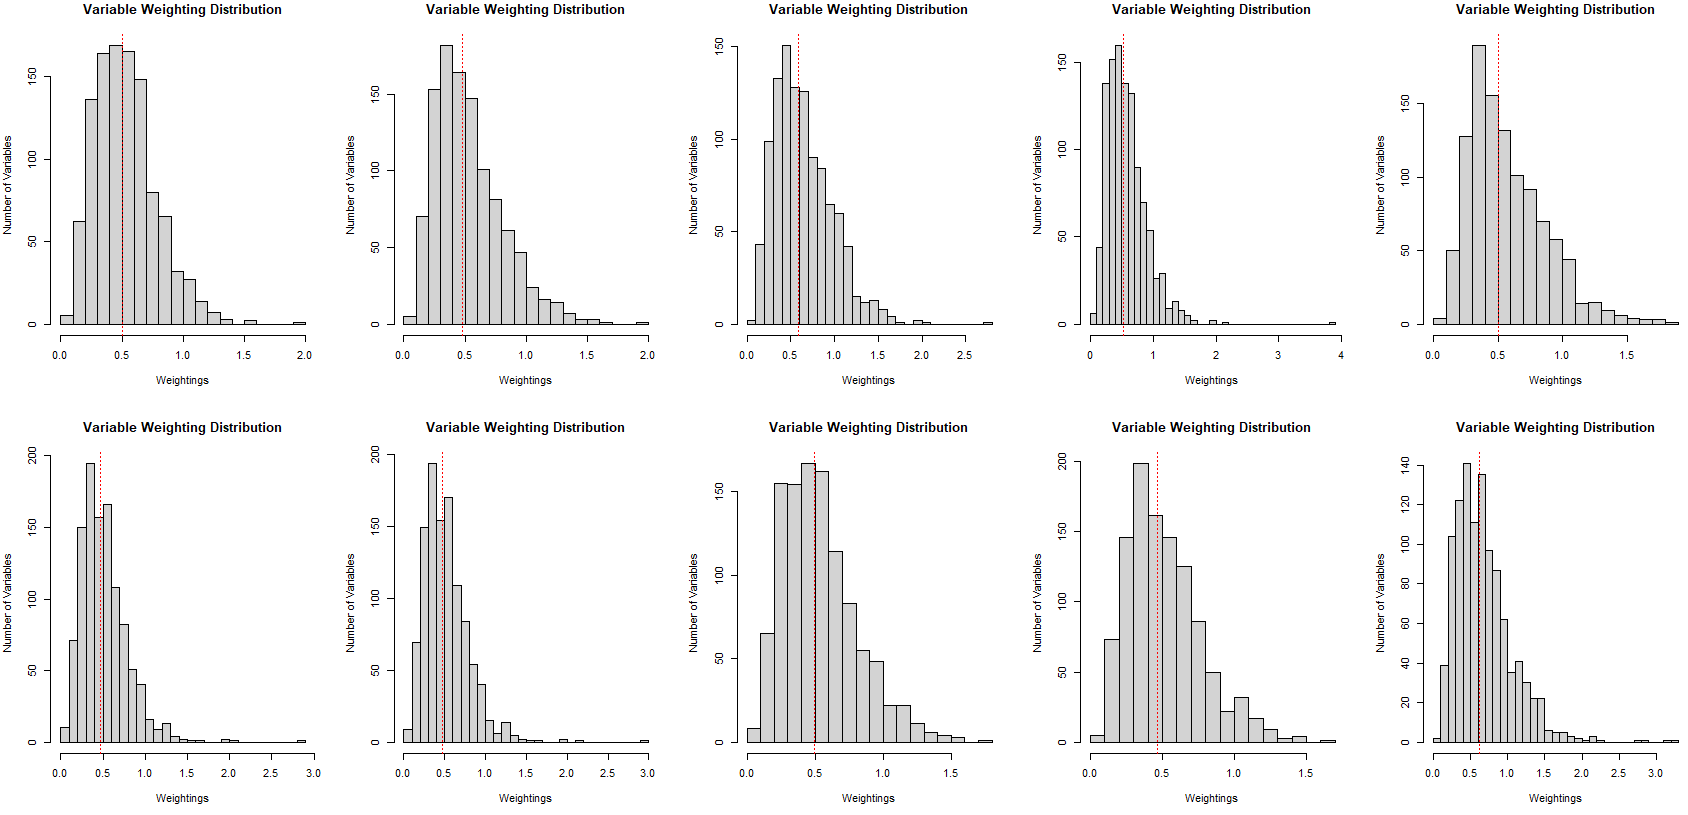 Variable Weighting Distribution
Number of Variables
0 50 100 150
0.0 0.5 1.0 1.5 2.0
Weightings
Variable Weighting Distribution
Number of Variables
0 50 100 150
0.0 0.5 1.0 1.5 2.0
Weightings
Variable Weighting Distribution
Number of Variables
0 50 100 150
0.0 0.5 1.0 1.5 2.0 2.5
Weightings
Variable Weighting Distribution
Number of Variables
0 50 100 150
0 1 2 3 4
Weightings
Variable Weighting Distribution
Number of Variables
0 50 100 150
0.0 0.5 1.0 1.5
Weightings
Variable Weighting Distribution
Number of Variables
0 50 100 150 200
0.0 0.5 1.0 1.5 2.0 2.5 3.0
Weightings
Variable Weighting Distribution
Number of Variables
0 50 100 150 200
0.0 0.5 1.0 1.5 2.0 2.5 3.0
Weightings
Variable Weighting Distribution
Number of Variables
0 50 100 150
0.0 0.5 1.0 1.5
Weightings
Variable Weighting Distribution
Number of Variables
0 50 100 150 200
0.0 0.5 1.0 1.5
Weightings
Variable Weighting Distribution
Number of Variables
0 20 40 60 80 100 120 140
0.0 0.5 1.0 1.5 2.0 2.5 3.0
Weightings